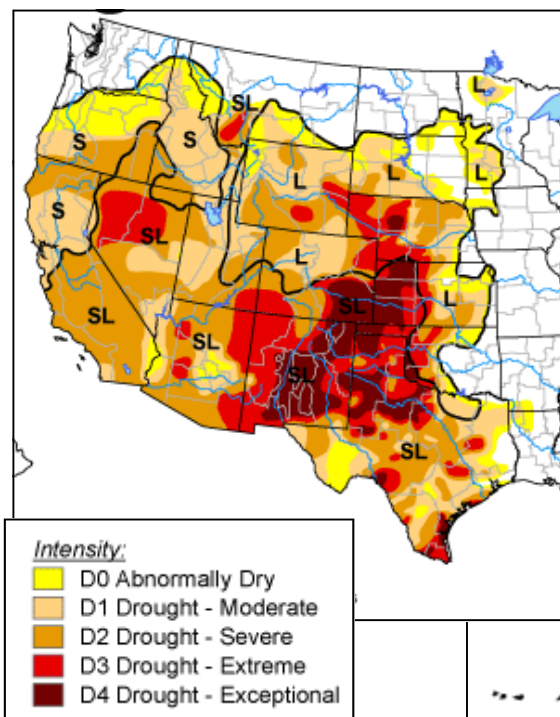 L
SL
S
S
L
L
L
S
SL
L
SL
L
SL
SL
SL
SL
Intensity:
D0 Abnormally Dry
D1 Drought - Moderate
D2 Drought - Severe
D3 Drought - Extreme
D4 Drought - Exceptional